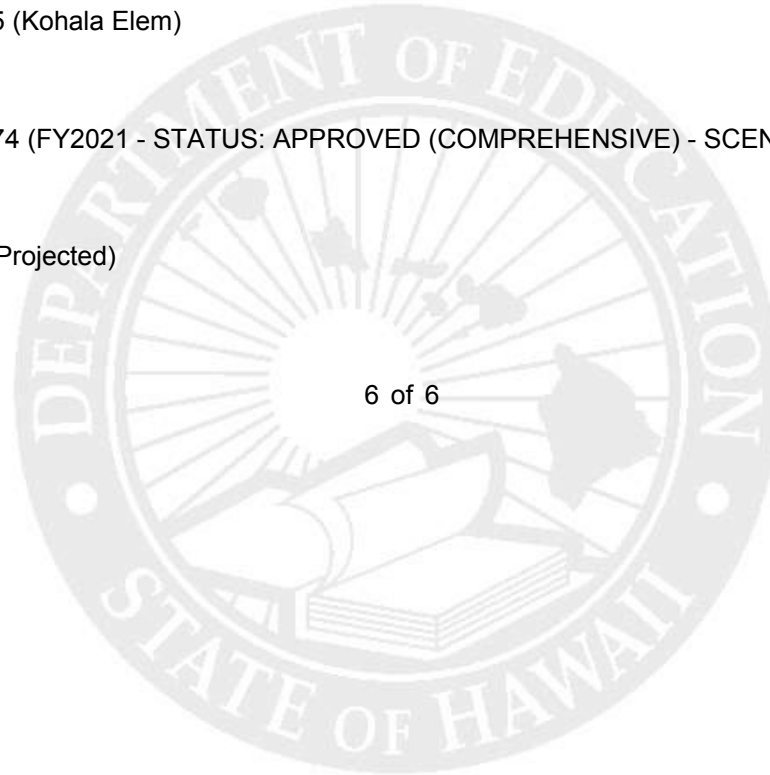 5 (Kohala Elem)
74 (FY2021 - STATUS: APPROVED (COMPREHENSIVE) - SCEN
Projected)
6 of 6
DEPARTMENT OF EDUCATION
STATE OF HAWAII